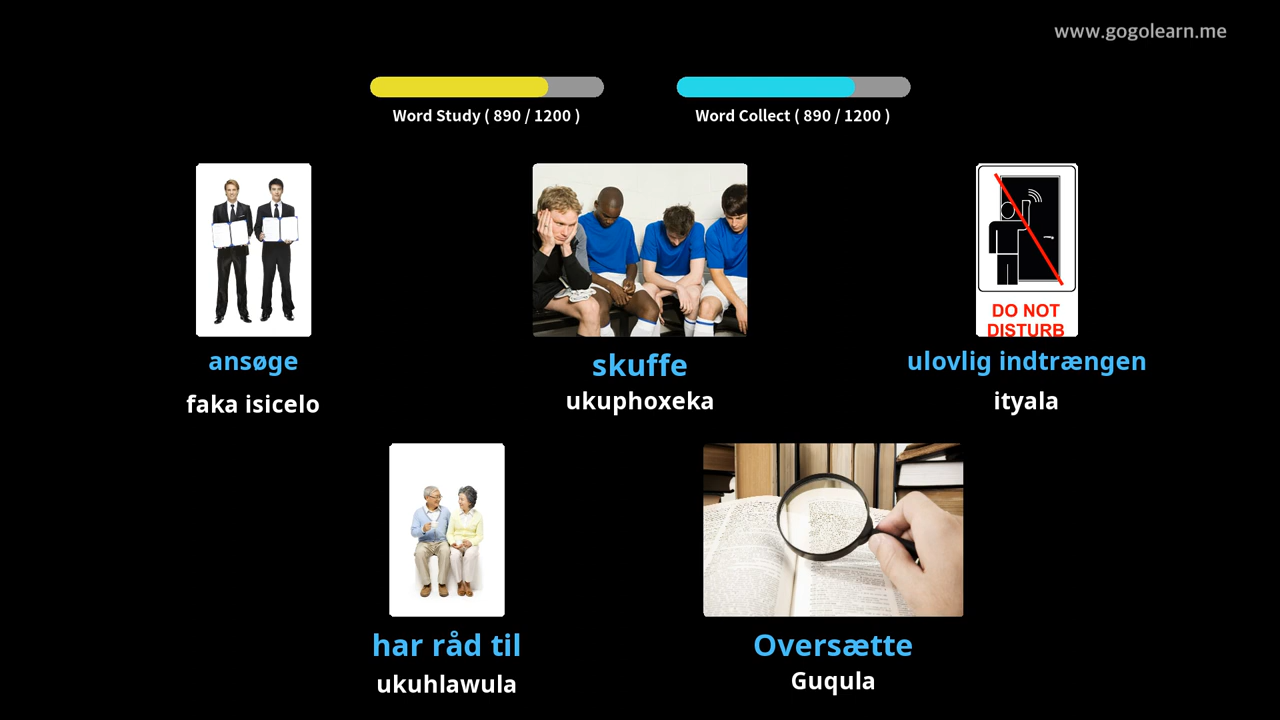 www.gogolearn.me
Word Study ( 890 / 1200 )
Word Collect ( 890 / 1200 )
DO NOT
DISTURB
ansøge
skuffe
ulovlig indtrængen
faka isicelo
ukuphoxeka
ityala
har råd til
Oversætte
ukuhlawula
Guqula